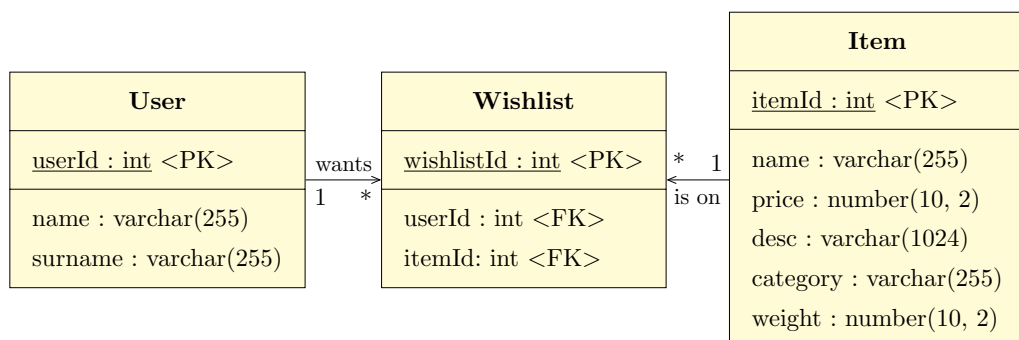 User
userId : int <PK>
name : varchar(255)
surname : varchar(255)
wants
1 *
Wishlist
wishlistId : int <PK>
userId : int <FK>
itemId: int <FK>
* 1
is on
Item
itemId : int <PK>
name : varchar(255)
price : number(10, 2)
desc : varchar(1024)
category : varchar(255)
weight : number(10, 2)